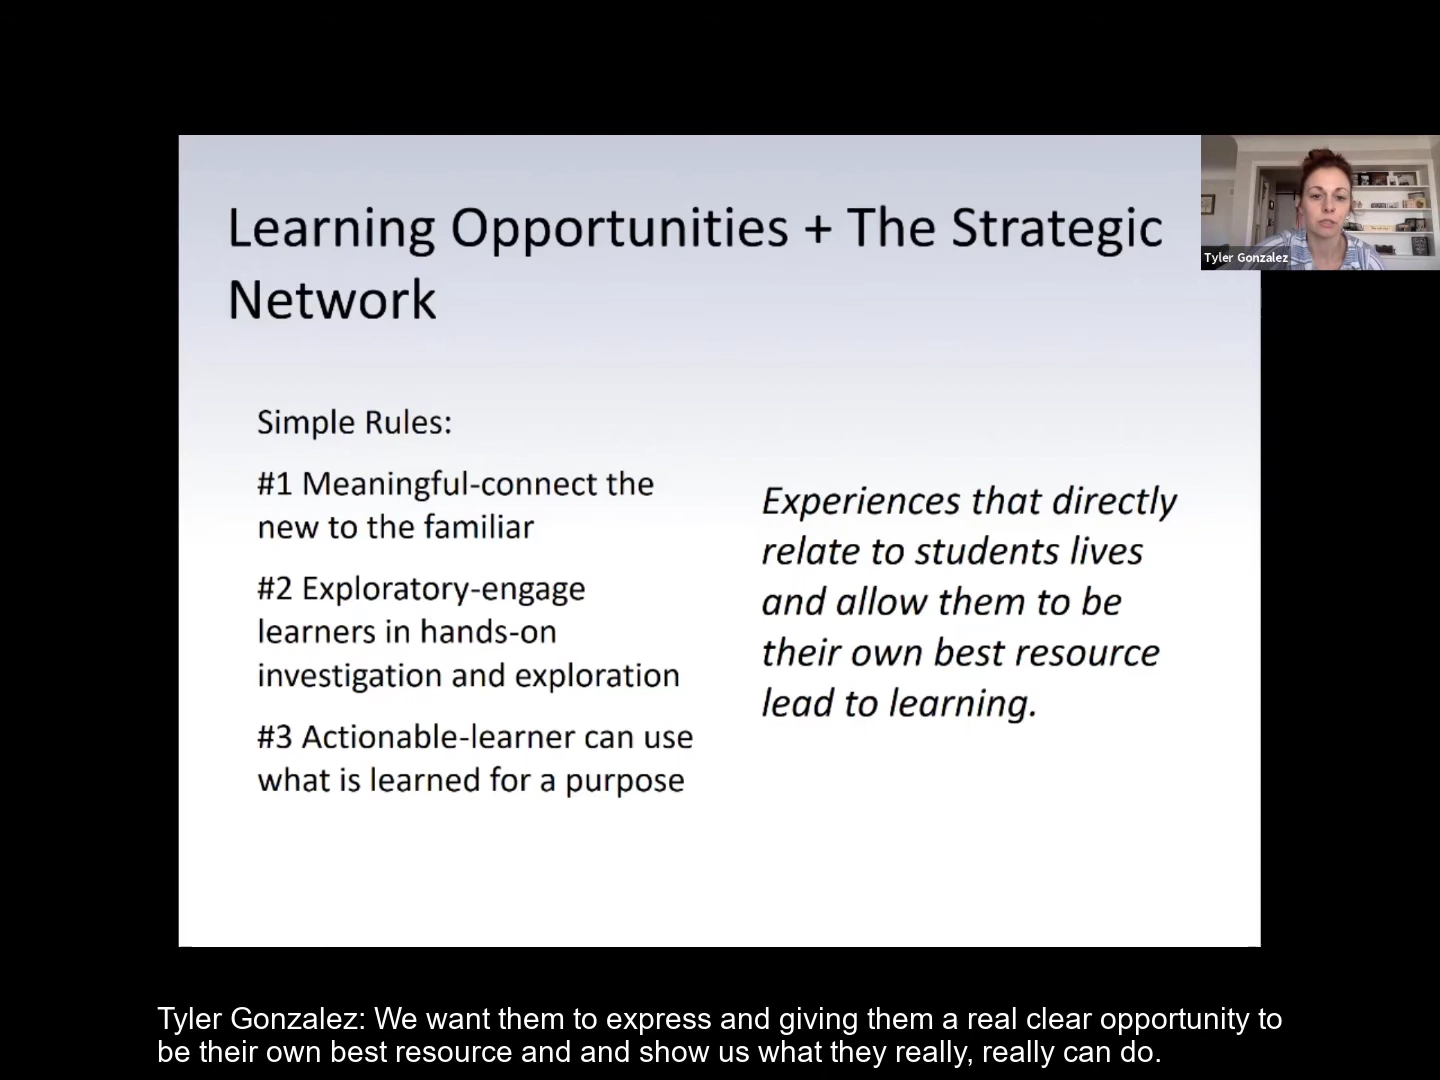 Learning Opportunities + The Strategic
Network
Tyler Gonzalez
Simple Rules:
#1 Meaningful-connect the
new to the familiar
#2 Exploratory-engage
learners in hands-on
investigation and exploration
#3 Actionable-learner can use
what is learned for a purpose
Experiences that directly
relate to students lives
and allow them to be
their own best resource
lead to learning.
Tyler Gonzalez: We want them to express and giving them a real clear opportunity to
be their own best resource and and show us what they really, really can do.